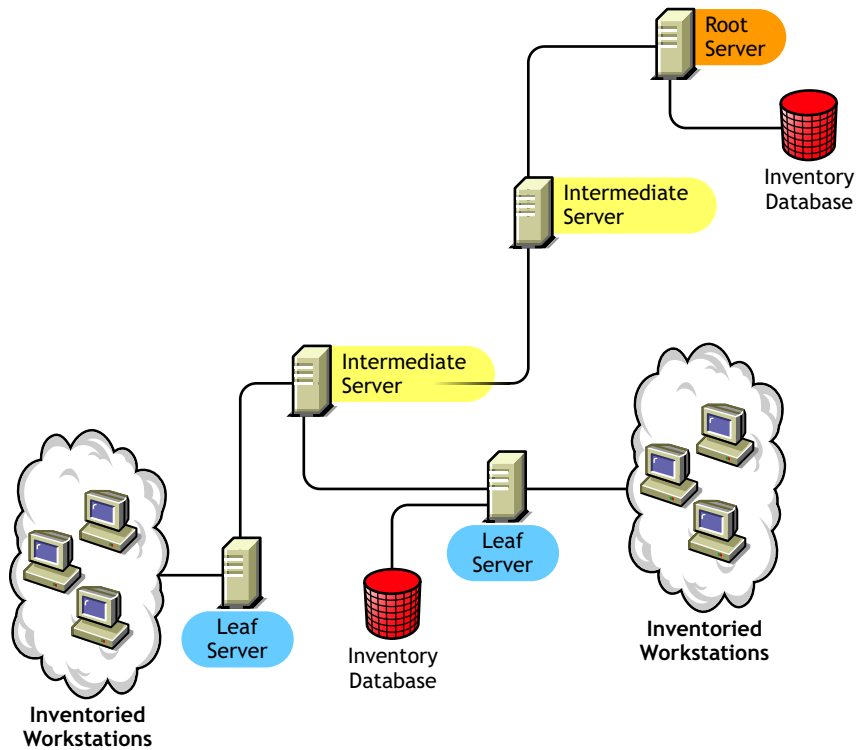 Root
Server
Inventory
Database
Intermediate
Server
Intermediate
Server
Leaf
Server
Inventoried
Workstations
Leaf
Server
Inventory
Database
Inventoried
Workstations